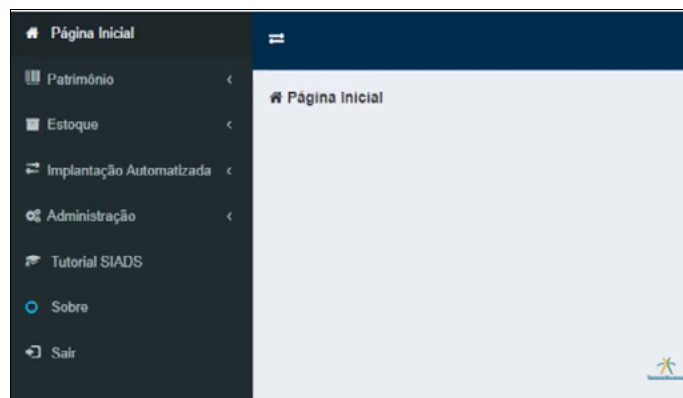 Página Inicial
Patrimônio
Página Inicial
Estoque
Implantação Automatizada
Administração
Tutorial SIADS
Sobre
Sair